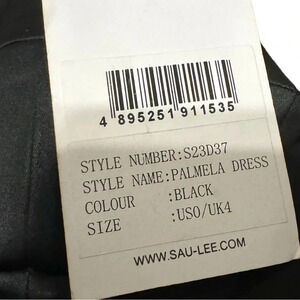 4 895251 911535
STYLE NUMBER:S23D37
STYLE NAME:PALMELA DRESS
COLOUR :BLACK
SIZE :US0/UK4
WWW.SAU-LEE.COM